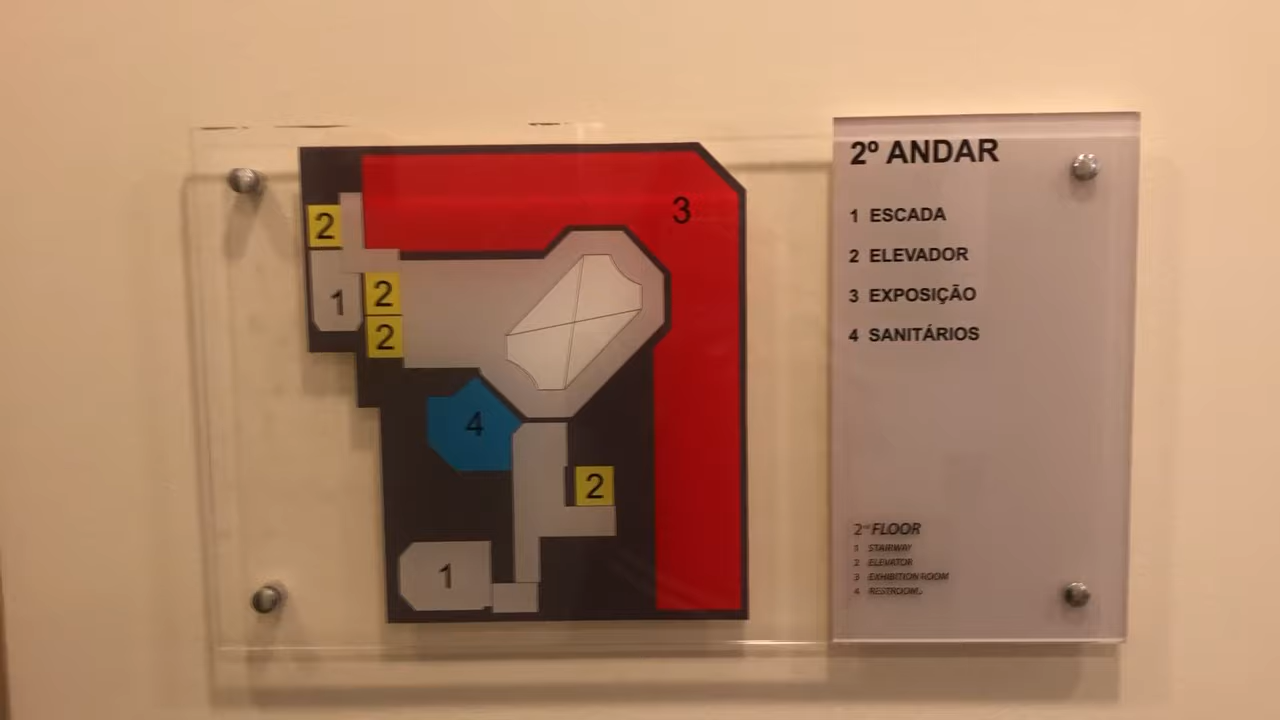 3
2
2
1
2
4
2
1
2º ANDAR
1 ESCADA
2 ELEVADOR
3 EXPOSIÇÃO
4 SANITÁRIOS
2nd FLOOR
1 STAIRWAY
2 ELEVATOR
3 EXHIBITION ROOM
4 RESTROOMS